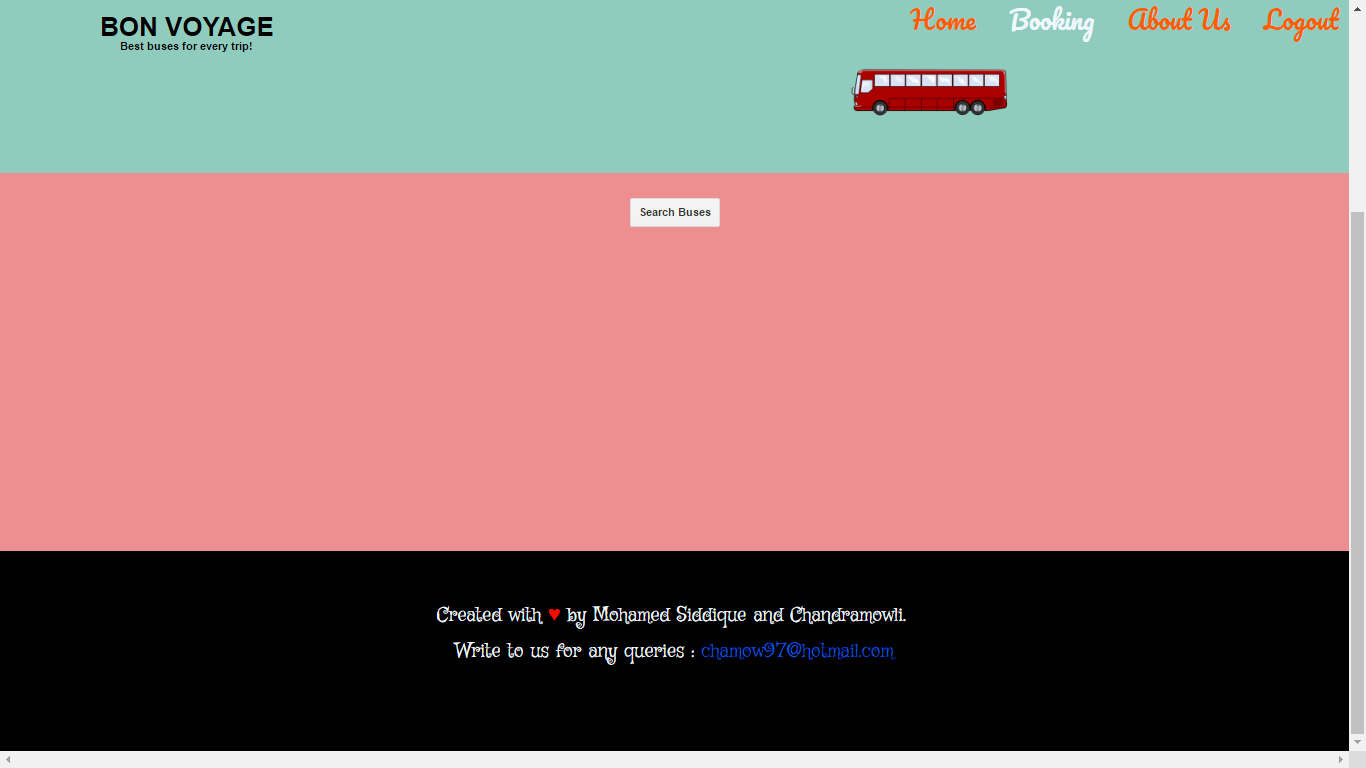 BON VOYAGE
Best buses for every trip!
Home Booking About Us Logout
Search Buses
Created with ♥ by Mohamed Siddique and Chandramowli.
Write to us for any queries : chamow97@hotmail.com